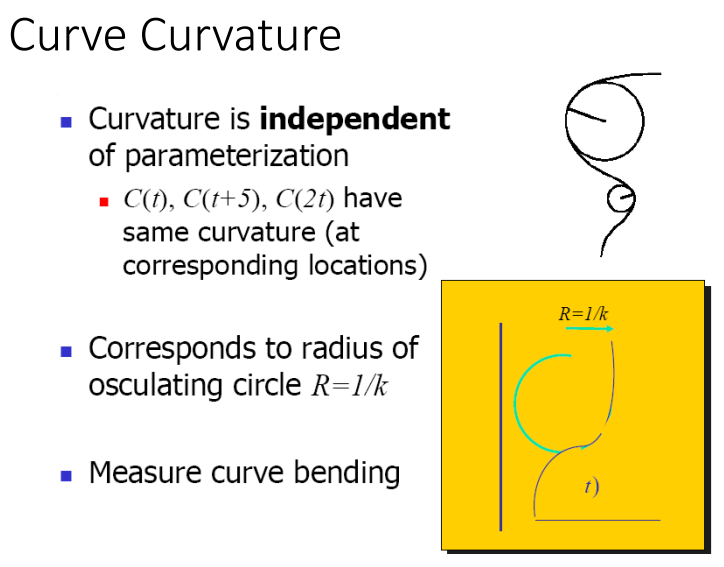 Curve Curvature
Curvature is independent
of parameterization
C(t), C(t+5), C(2t) have
same curvature (at
corresponding locations)
Corresponds to radius of
osculating circle R=1/k
Measure curve bending
R=1/k
t)